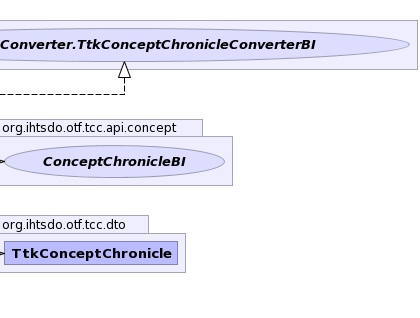 Converter.TtkConceptChronicleConverterBI
org.ihtsdo.otf.tcc.api.concept
ConceptChronicleBI
org.ihtsdo.otf.tcc.dto
TtkConceptChronicle